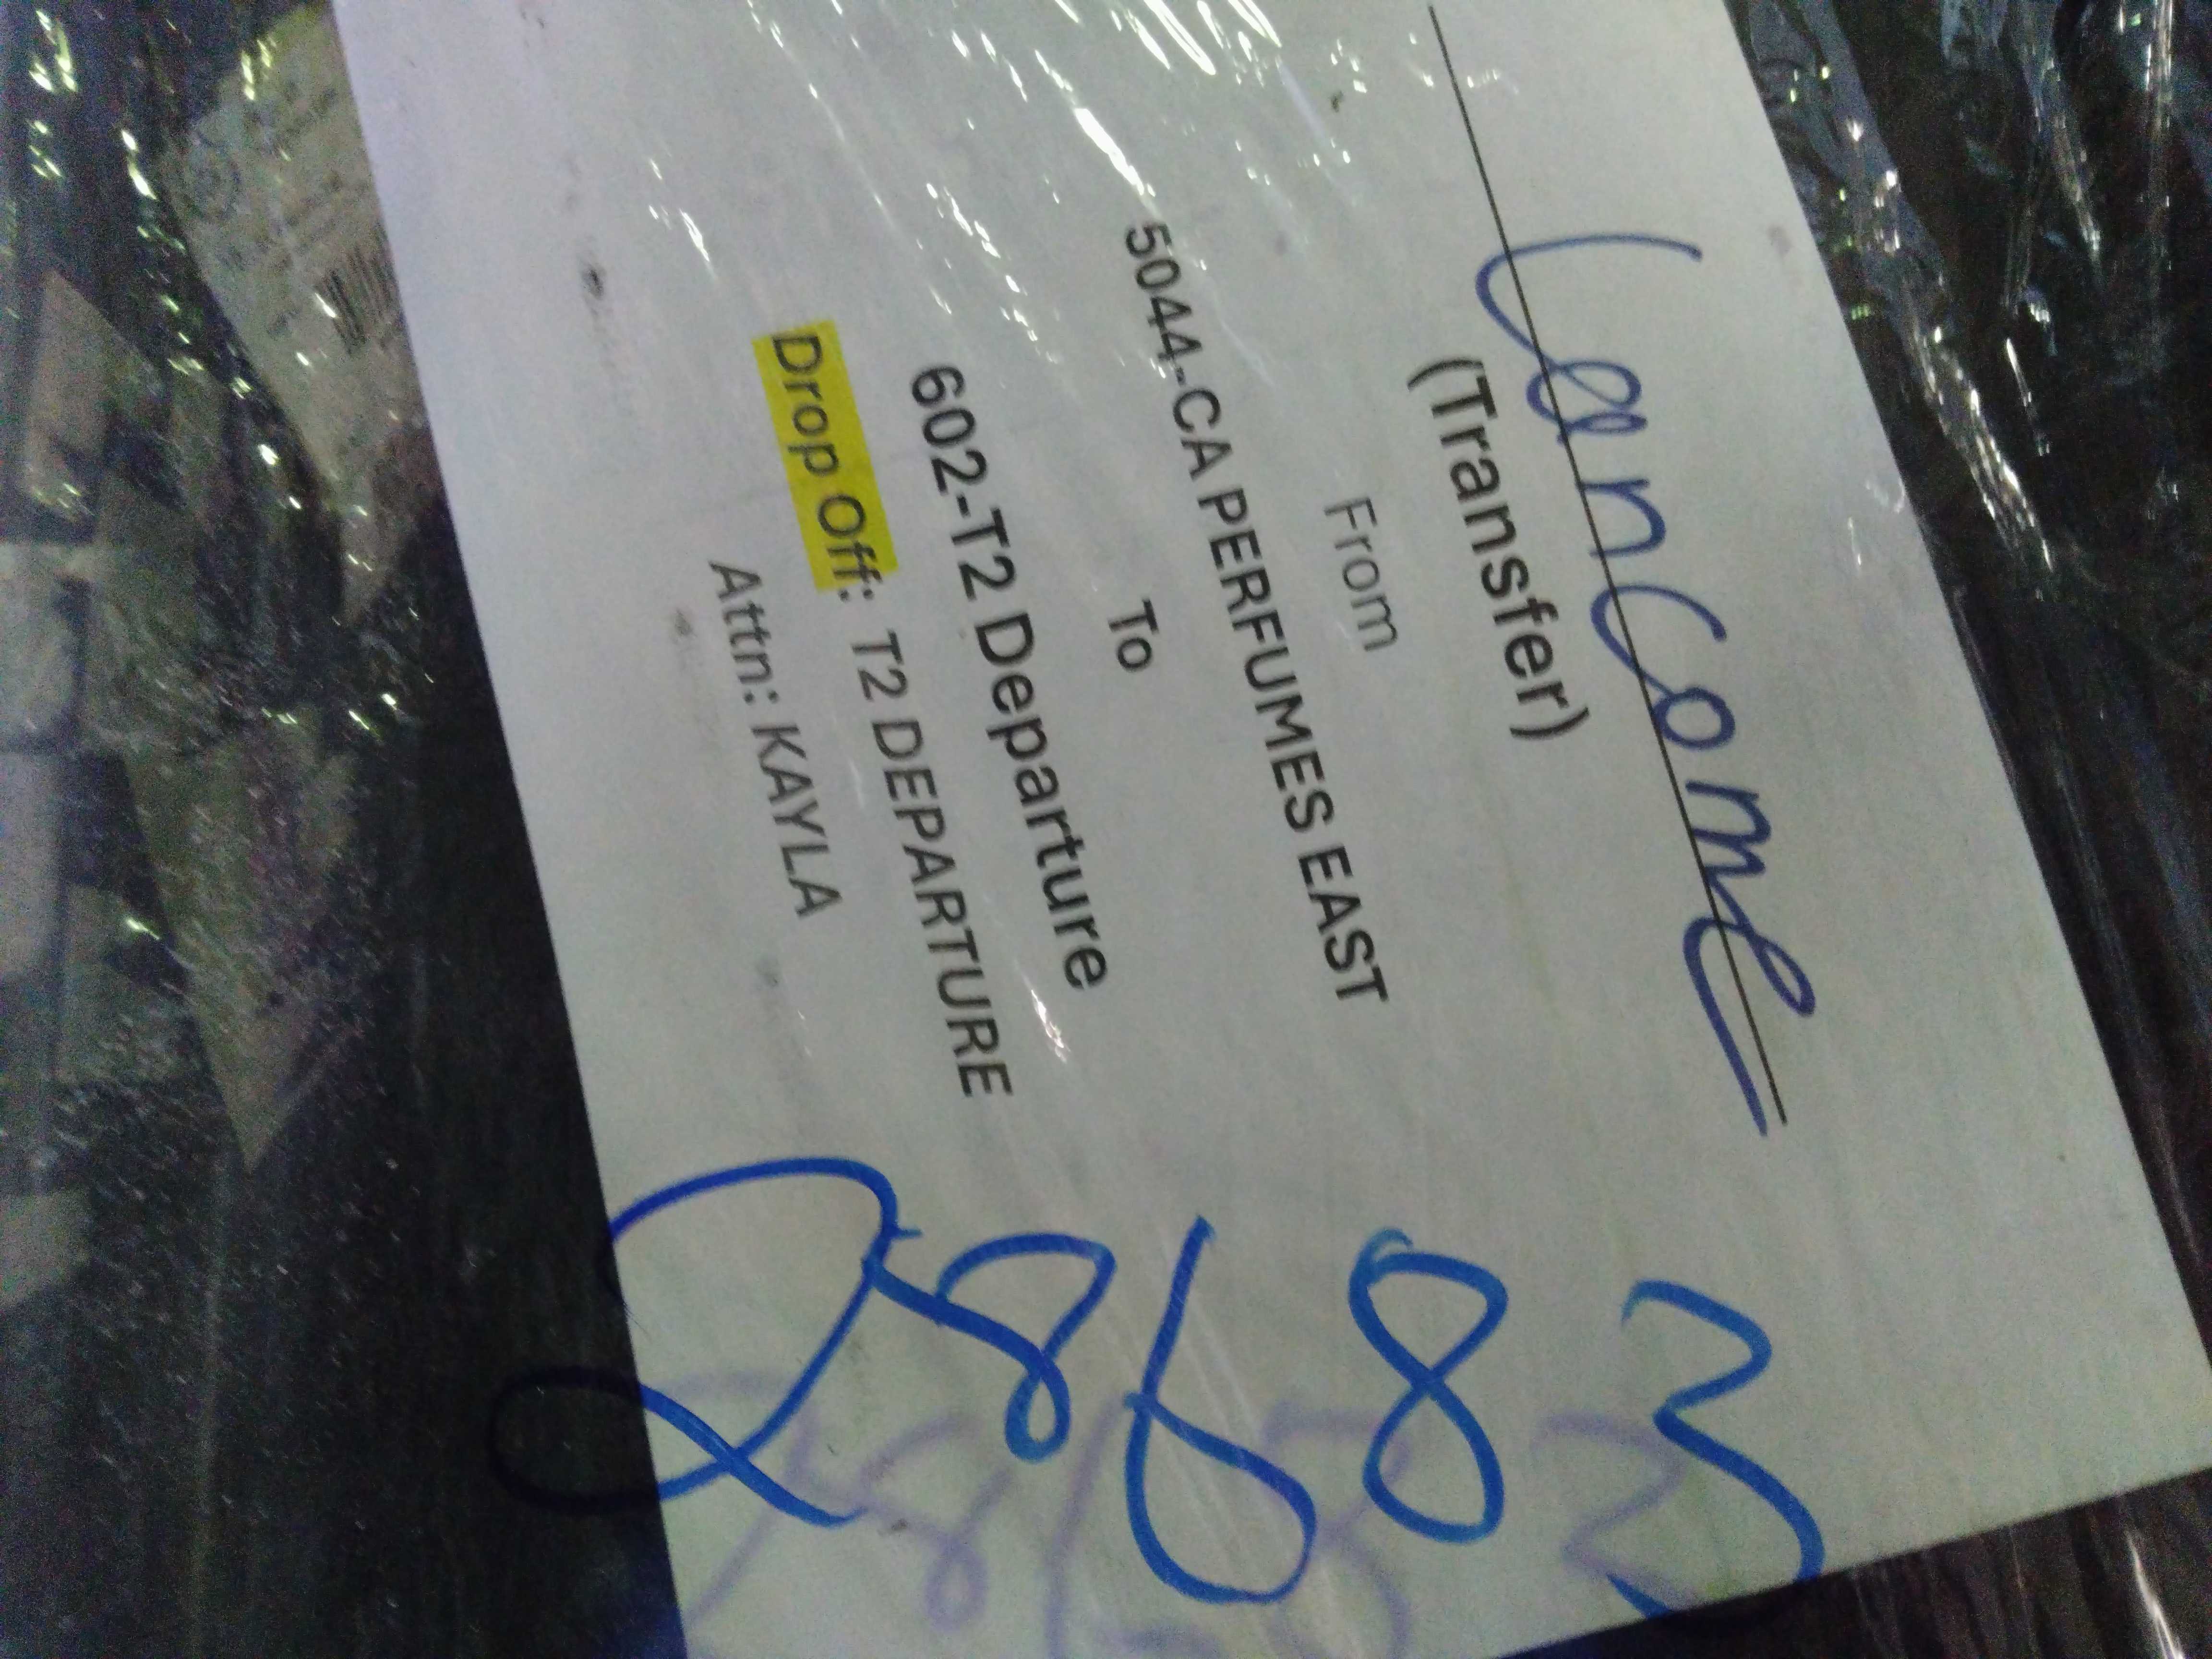 Lancome
(Transfer)
From
5044-CA PERFUMES EAST
To
602-T2 Departure
Drop Off: T2 DEPARTURE
Attn: KAYLA
28683